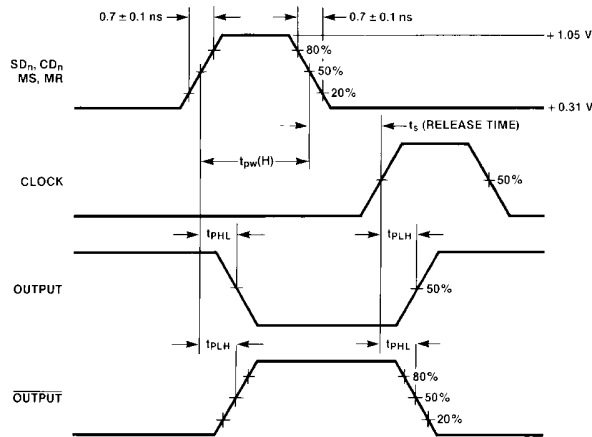 0.7 ± 0.1 ns
0.7 ± 0.1 ns
+ 1.05 V
SDn, CDn
MS, MR
80%
50%
20%
+ 0.31 V
ts (RELEASE TIME)
tpw(H)
CLOCK
50%
tPHL
tPLH
OUTPUT
50%
tPLH
tPHL
OUTPUT
80%
50%
20%